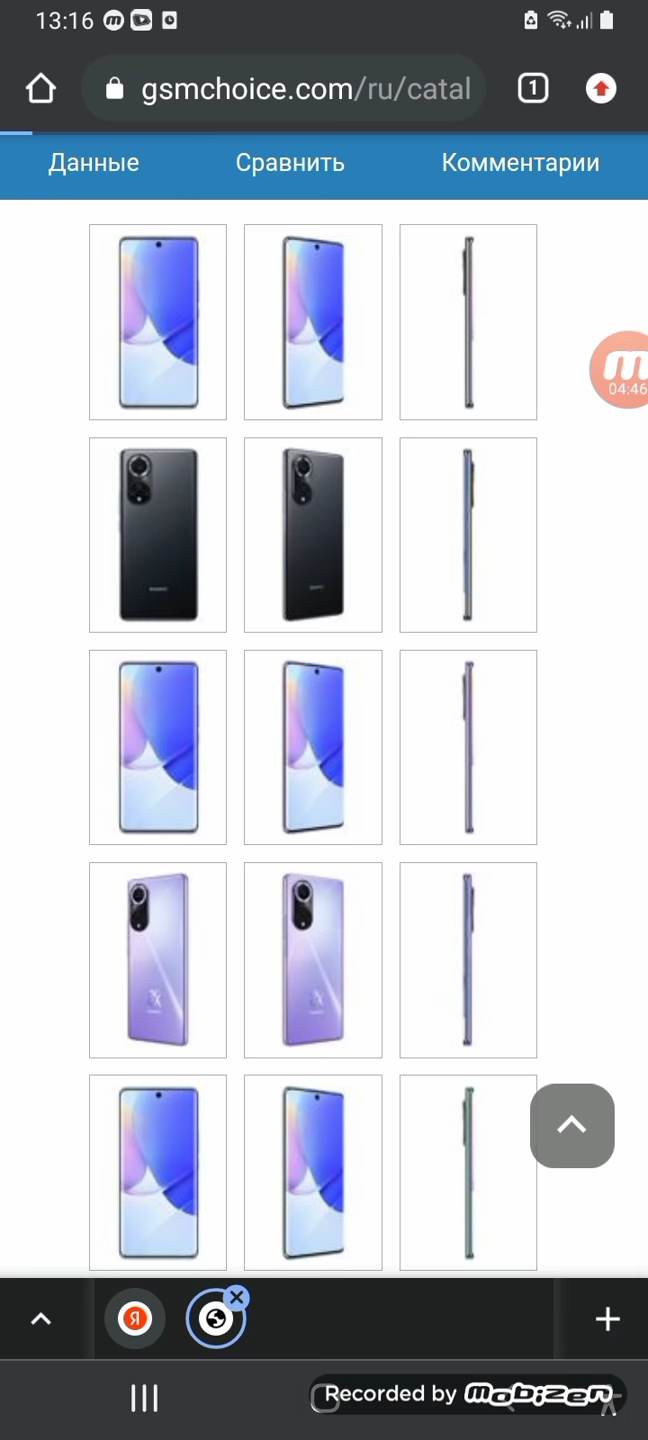 13:16
gsmchoice.com/ru/catal
1
Данные Сравнить Комментарии
m
04:46
Я
Recorded by mobizen